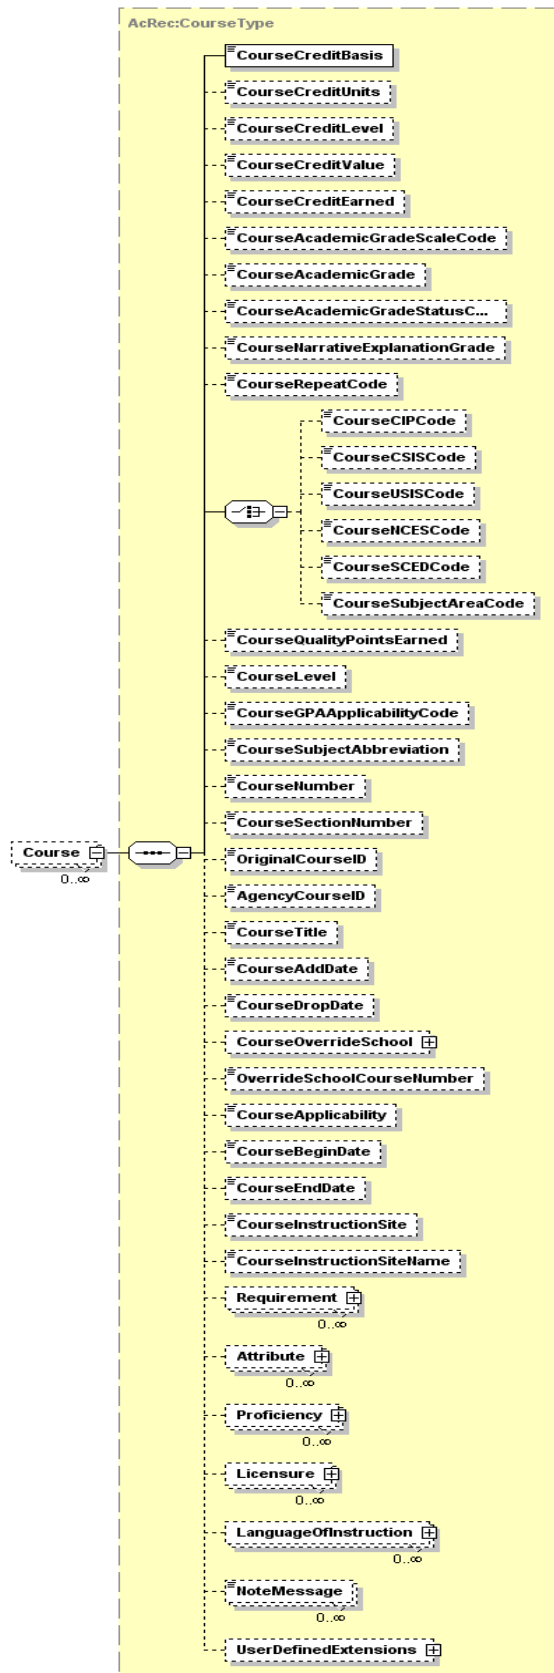 AcRec:CourseType
CourseCreditBasis
CourseCreditUnits
CourseCreditLevel
CourseCreditValue
CourseCreditEarned
CourseAcademicGradeScaleCode
CourseAcademicGrade
CourseAcademicGradeStatusC...
CourseNarrativeExplanationGrade
CourseRepeatCode
CourseCIPCode
CourseCSISCode
CourseUSISCode
CourseNCESCode
CourseSCEDCode
CourseSubjectAreaCode
CourseQualityPointsEarned
CourseLevel
CourseGPAApplicabilityCode
CourseSubjectAbbreviation
CourseNumber
CourseSectionNumber
Course
0..∞
OriginalCourseID
AgencyCourseID
CourseTitle
CourseAddDate
CourseDropDate
CourseOverrideSchool
OverrideSchoolCourseNumber
CourseApplicability
CourseBeginDate
CourseEndDate
CourseInstructionSite
CourseInstructionSiteName
Requirement
0..∞
Attribute
0..∞
Proficiency
0..∞
Licensure
0..∞
LanguageOfInstruction
0..∞
NoteMessage
0..∞
UserDefinedExtensions